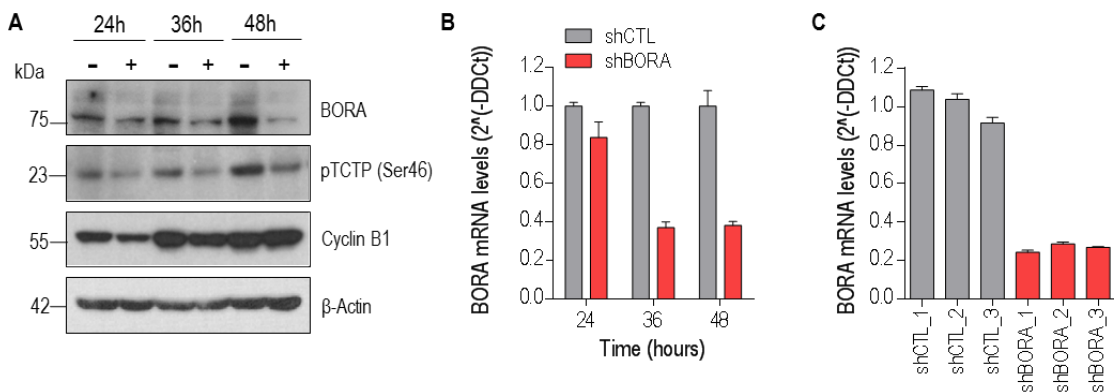 A
24h 36h 48h
kDa
- + - + - +
75 BORA
23 pTCTP (Ser46)
55 Cyclin B1
42 β-Actin
B
shCTL
shBORA
BORA mRNA levels (2^(-DDCt))
1.2
1.0
0.8
0.6
0.4
0.2
0.0
24 36 48
Time (hours)
C
BORA mRNA levels (2^(-DDCt))
1.2
1.0
0.8
0.6
0.4
0.2
0.0
shCTL_1
shCTL_2
shCTL_3
shBORA_1
shBORA_2
shBORA_3